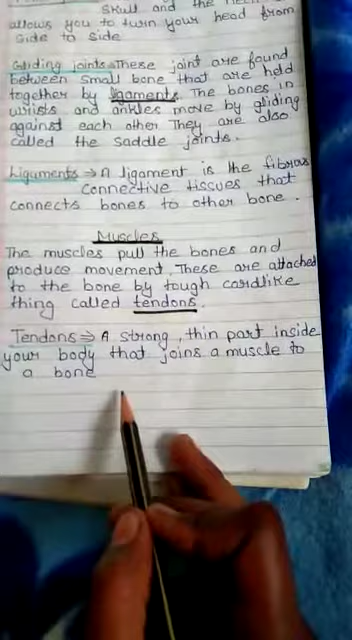 skull and the neck
allows you to turn your head from
side to side
Gliding joints⇒These joint are found
between small bone that are held
together by ligaments. The bones in
wrists and ankles move by gliding
against each other They are also
called the saddle joints.
Ligaments ⇒ A ligament is the fibrous
connective tissues that
connects bones to other bone.
Muscles
The muscles pull the bones and
produce movement. These are attached
to the bone by tough cordlike
thing called tendons.
Tendons ⇒ A strong, thin part inside
your body that joins a muscle to
a bone